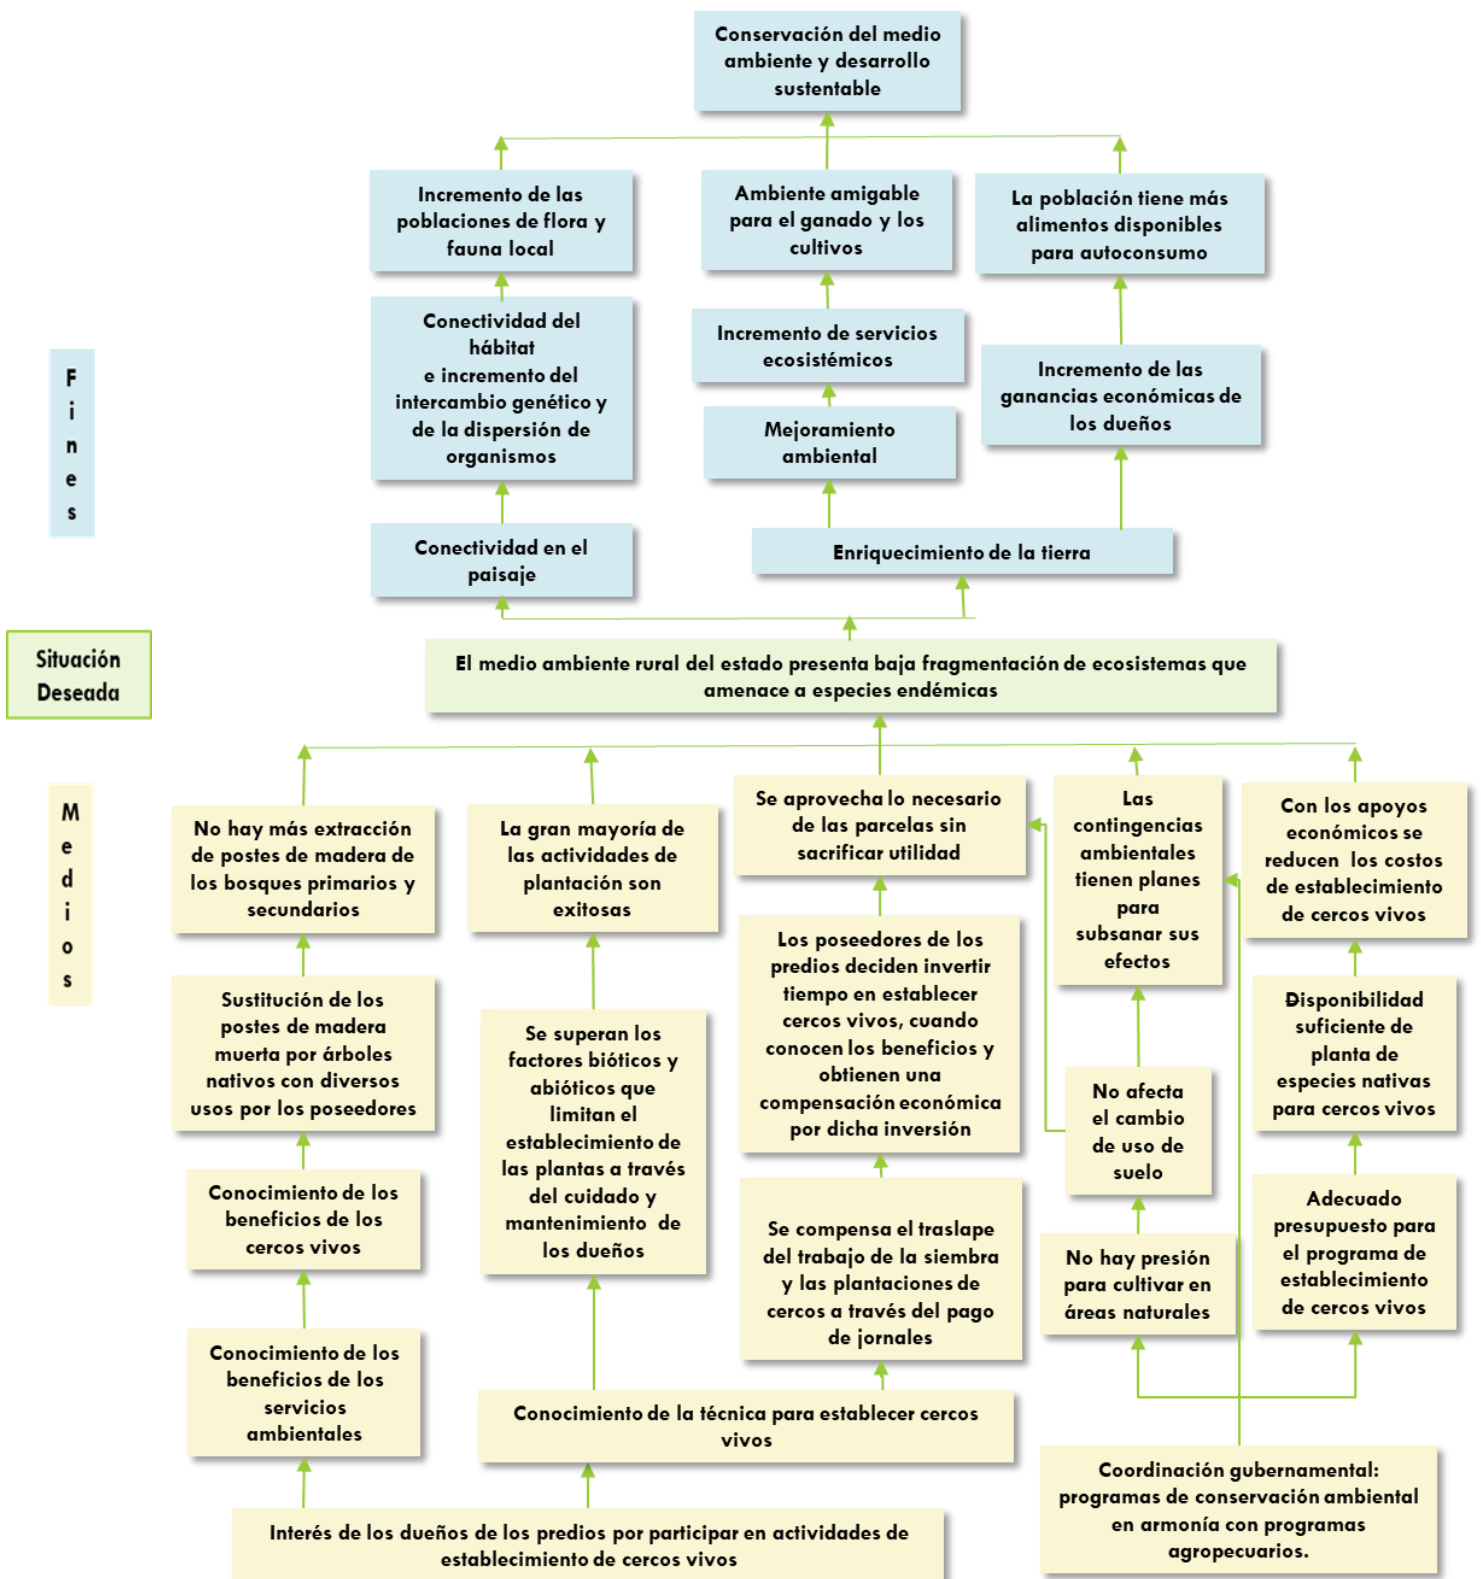 Conservación del medio
ambiente y desarrollo
sustentable
Incremento de las
poblaciones de flora y
fauna local
Ambiente amigable
para el ganado y los
cultivos
La población tiene más
alimentos disponibles
para autoconsumo
Conectividad del
hábitat
e incremento del
intercambio genético y
de la dispersión de
organismos
Incremento de servicios
ecosistémicos
Incremento de las
ganancias económicas de
los dueños
Mejoramiento
ambiental
F
i
n
e
s
Conectividad en el
paisaje
Enriquecimiento de la tierra
Situación
Deseada
El medio ambiente rural del estado presenta baja fragmentación de ecosistemas que
amenace a especies endémicas
M
e
d
i
o
s
No hay más extracción
de postes de madera de
los bosques primarios y
secundarios
La gran mayoría de
las actividades de
plantación son
exitosas
Se aprovecha lo necesario
de las parcelas sin
sacrificar utilidad
Las
contingencias
ambientales
tienen planes
para
subsanar sus
efectos
Con los apoyos
económicos se
reducen los costos
de establecimiento
de cercos vivos
Sustitución de los
postes de madera
muerta por árboles
nativos con diversos
usos por los poseedores
Se superan los
factores bióticos y
abióticos que
limitan el
establecimiento de
las plantas a través
del cuidado y
mantenimiento de
los dueños
Los poseedores de los
predios deciden invertir
tiempo en establecer
cercos vivos, cuando
conocen los beneficios y
obtienen una
compensación económica
por dicha inversión
No afecta
el cambio
de uso de
suelo
Disponibilidad
suficiente de
planta de
especies nativas
para cercos vivos
Conocimiento de los
beneficios de los
cercos vivos
Se compensa el traslape
del trabajo de la siembra
y las plantaciones de
cercos a través del pago
de jornales
No hay presión
para cultivar en
áreas naturales
Adecuado
presupuesto para
el programa de
establecimiento
de cercos vivos
Conocimiento de los
beneficios de los
servicios
ambientales
Conocimiento de la técnica para establecer cercos
vivos
Coordinación gubernamental:
programas de conservación ambiental
en armonía con programas
agropecuarios.
Interés de los dueños de los predios por participar en actividades de
establecimiento de cercos vivos